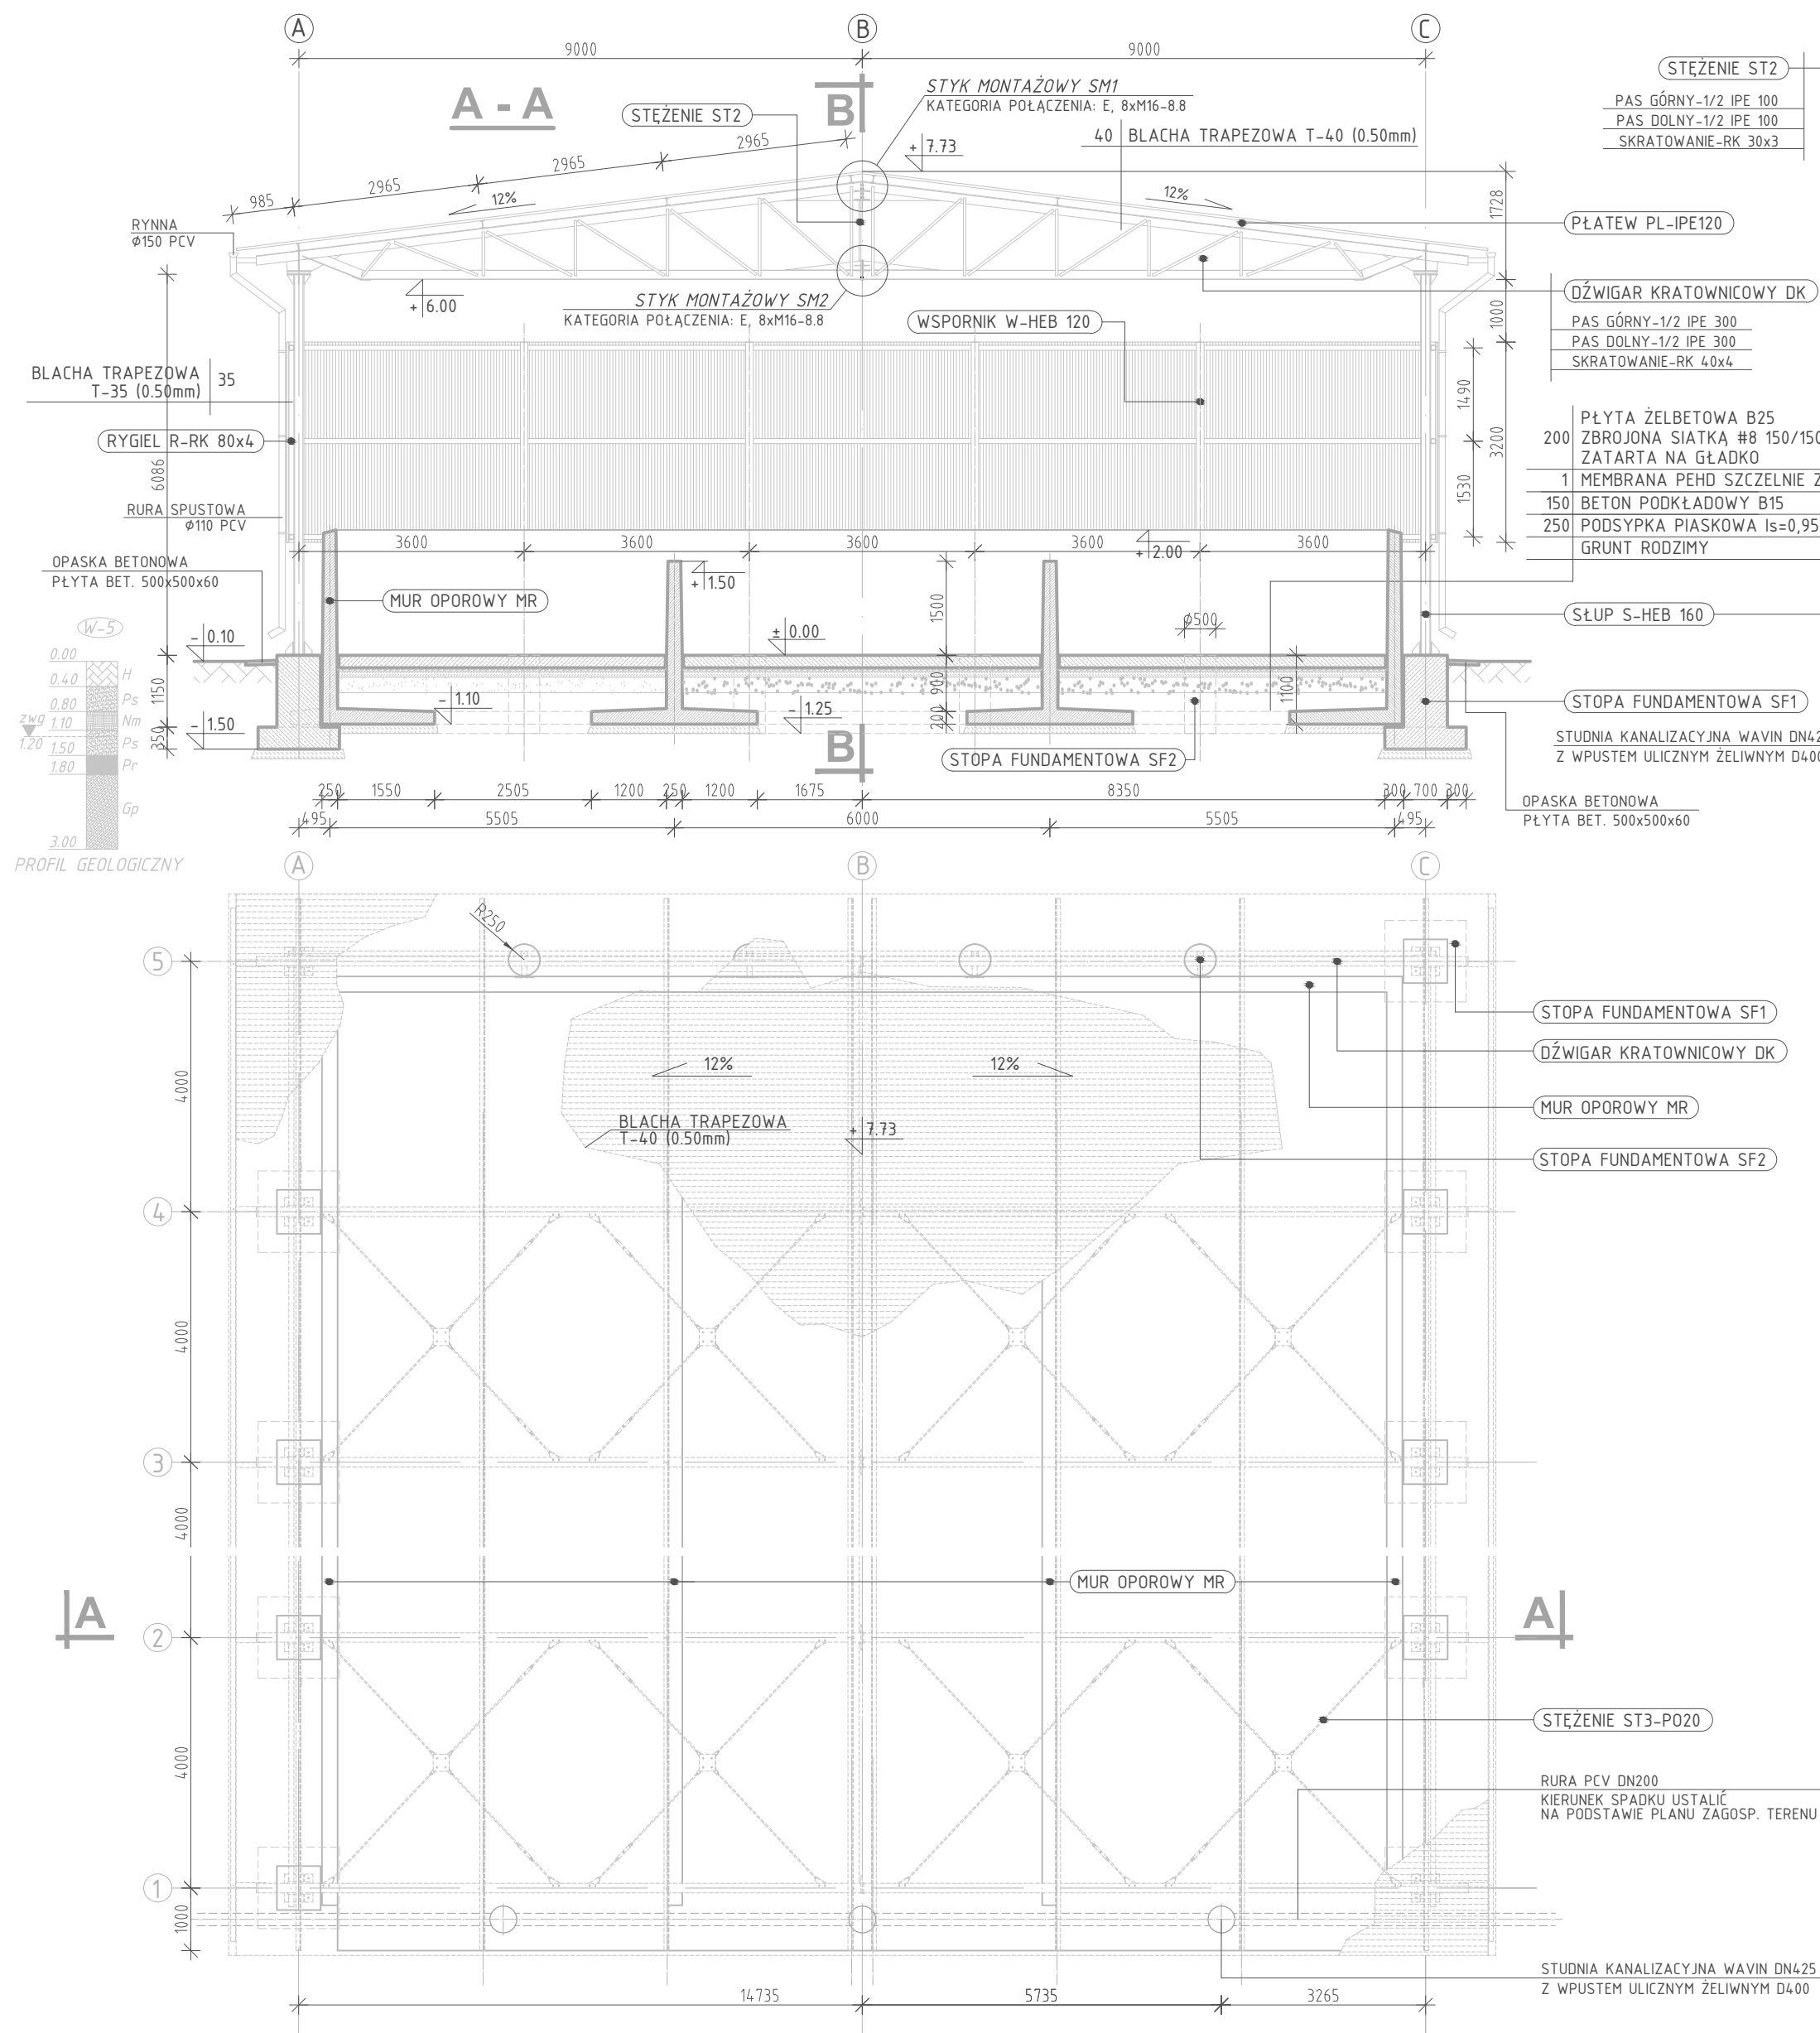 A
B
C
9000
9000
A - A
B
STYK MONTAŻOWY SM1
KATEGORIA POŁĄCZENIA: E, 8xM16-8.8
STĘŻENIE ST2
40 BLACHA TRAPEZOWA T-40 (0.50mm)
STĘŻENIE ST2
PAS GÓRNY-1/2 IPE 100
PAS DOLNY-1/2 IPE 100
SKRATOWANIE-RK 30x3
+ 7.73
985
2965
2965
2965
12%
12%
1728
RYNNA
Ø150 PCV
PŁATEW PL-IPE120
+ 6.00
STYK MONTAŻOWY SM2
KATEGORIA POŁĄCZENIA: E, 8xM16-8.8
WSPORNIK W-HEB 120
DŹWIGAR KRATOWNICOWY DK
PAS GÓRNY-1/2 IPE 300
PAS DOLNY-1/2 IPE 300
SKRATOWANIE-RK 40x4
1000
BLACHA TRAPEZOWA
T-35 (0.50mm)
35
RYGIEL R-RK 80x4
6086
1490
3200
1530
PŁYTA ŻELBETOWA B25
200 ZBROJONA SIATKĄ #8 150/150
ZATARTA NA GŁADKO
1 MEMBRANA PEHD SZCZELNIE Z
150 BETON PODKŁADOWY B15
250 PODSYPKA PIASKOWA Is=0,95
GRUNT RODZIMY
RURA SPUSTOWA
Ø110 PCV
3600
3600
3600
3600
3600
+ 2.00
OPASKA BETONOWA
PŁYTA BET. 500x500x60
+ 1.50
MUR OPOROWY MR
1500
Ø500
SŁUP S-HEB 160
W-5
- 0.10
± 0.00
0.00
0.40
0.80
1.10
1.50
1.80
3.00
H
Ps
Nm
Ps
Pr
Gp
zwg
1.20
PROFIL GEOLOGICZNY
1150
350
- 1.50
- 1.10
- 1.25
900
200
1100
STOPA FUNDAMENTOWA SF1
STOPA FUNDAMENTOWA SF2
B
STUDNIA KANALIZACYJNA WAVIN DN42
Z WPUSTEM ULICZNYM ŻELIWNYM D400
OPASKA BETONOWA
PŁYTA BET. 500x500x60
250
1550
2505
1200
250
1200
1675
8350
300
700
300
495
5505
6000
5505
495
A
B
C
R250
5
4000
STOPA FUNDAMENTOWA SF1
DŹWIGAR KRATOWNICOWY DK
MUR OPOROWY MR
STOPA FUNDAMENTOWA SF2
12%
12%
BLACHA TRAPEZOWA
T-40 (0.50mm)
+ 7.73
4
4000
3
4000
MUR OPOROWY MR
A
A
2
4000
STĘŻENIE ST3-PO20
RURA PCV DN200
KIERUNEK SPADKU USTALIĆ
NA PODSTAWIE PLANU ZAGOSP. TERENU
1
1000
STUDNIA KANALIZACYJNA WAVIN DN425
Z WPUSTEM ULICZNYM ŻELIWNYM D400
14735
5735
3265